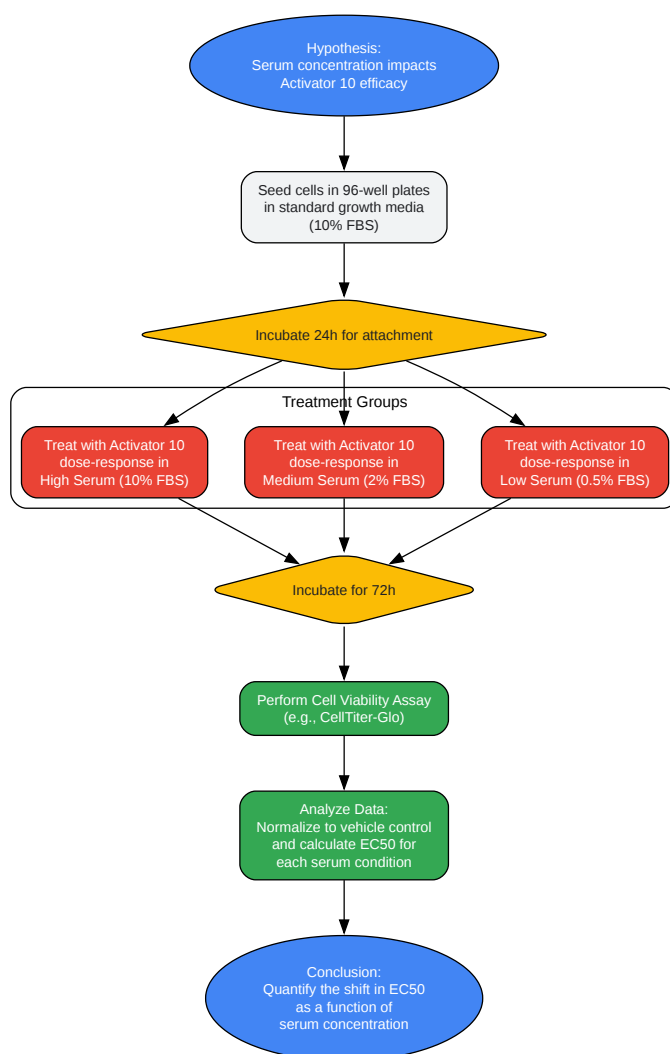 Hypothesis:
Serum concentration impacts
Activator 10 efficacy
Seed cells in 96-well plates
in standard growth media
(10% FBS)
Incubate 24h for attachment
Treatment Groups
Treat with Activator 10
dose-response in
High Serum (10% FBS)
Treat with Activator 10
dose-response in
Medium Serum (2% FBS)
Treat with Activator 10
dose-response in
Low Serum (0.5% FBS)
Incubate for 72h
Perform Cell Viability Assay
(e.g., CellTiter-Glo)
Analyze Data:
Normalize to vehicle control
and calculate EC50 for
each serum condition
Conclusion:
Quantify the shift in EC50
as a function of
serum concentration